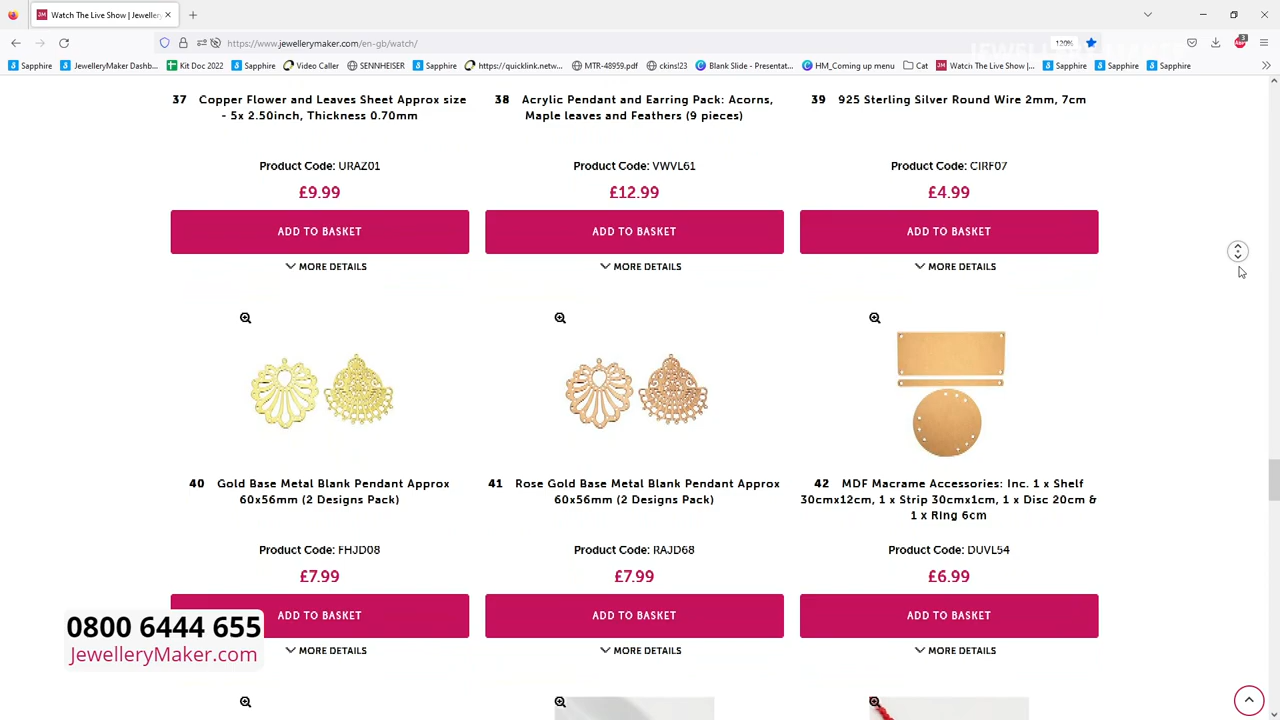 Watch The Live Show | Jewellery
https://www.jewellerymaker.com/en-gb/watch/
120%
3
Sapphire
JewelleryMaker Dashb...
Kit Doc 2022
Sapphire
Video Caller
SENNHEISER
Sapphire
https://quicklink.netw...
MTR-48959.pdf
ckins!23
Blank Slide - Presentat...
HM_Coming up menu
Cat
Watch The Live Show |...
Sapphire
Sapphire
Sapphire
37 Copper Flower and Leaves Sheet Approx size
- 5x 2.50inch, Thickness 0.70mm
Product Code: URAZ01
£9.99
ADD TO BASKET
MORE DETAILS
38 Acrylic Pendant and Earring Pack: Acorns,
Maple leaves and Feathers (9 pieces)
Product Code: VWVL61
£12.99
ADD TO BASKET
MORE DETAILS
39 925 Sterling Silver Round Wire 2mm, 7cm
Product Code: CIRF07
£4.99
ADD TO BASKET
MORE DETAILS
40 Gold Base Metal Blank Pendant Approx
60x56mm (2 Designs Pack)
Product Code: FHJD08
£7.99
ADD TO BASKET
MORE DETAILS
41 Rose Gold Base Metal Blank Pendant Approx
60x56mm (2 Designs Pack)
Product Code: RAJD68
£7.99
ADD TO BASKET
MORE DETAILS
42 MDF Macrame Accessories: Inc. 1 x Shelf
30cmx12cm, 1 x Strip 30cmx1cm, 1 x Disc 20cm &
1 x Ring 6cm
Product Code: DUVL54
£6.99
ADD TO BASKET
MORE DETAILS
0800 6444 655
JewelleryMaker.com